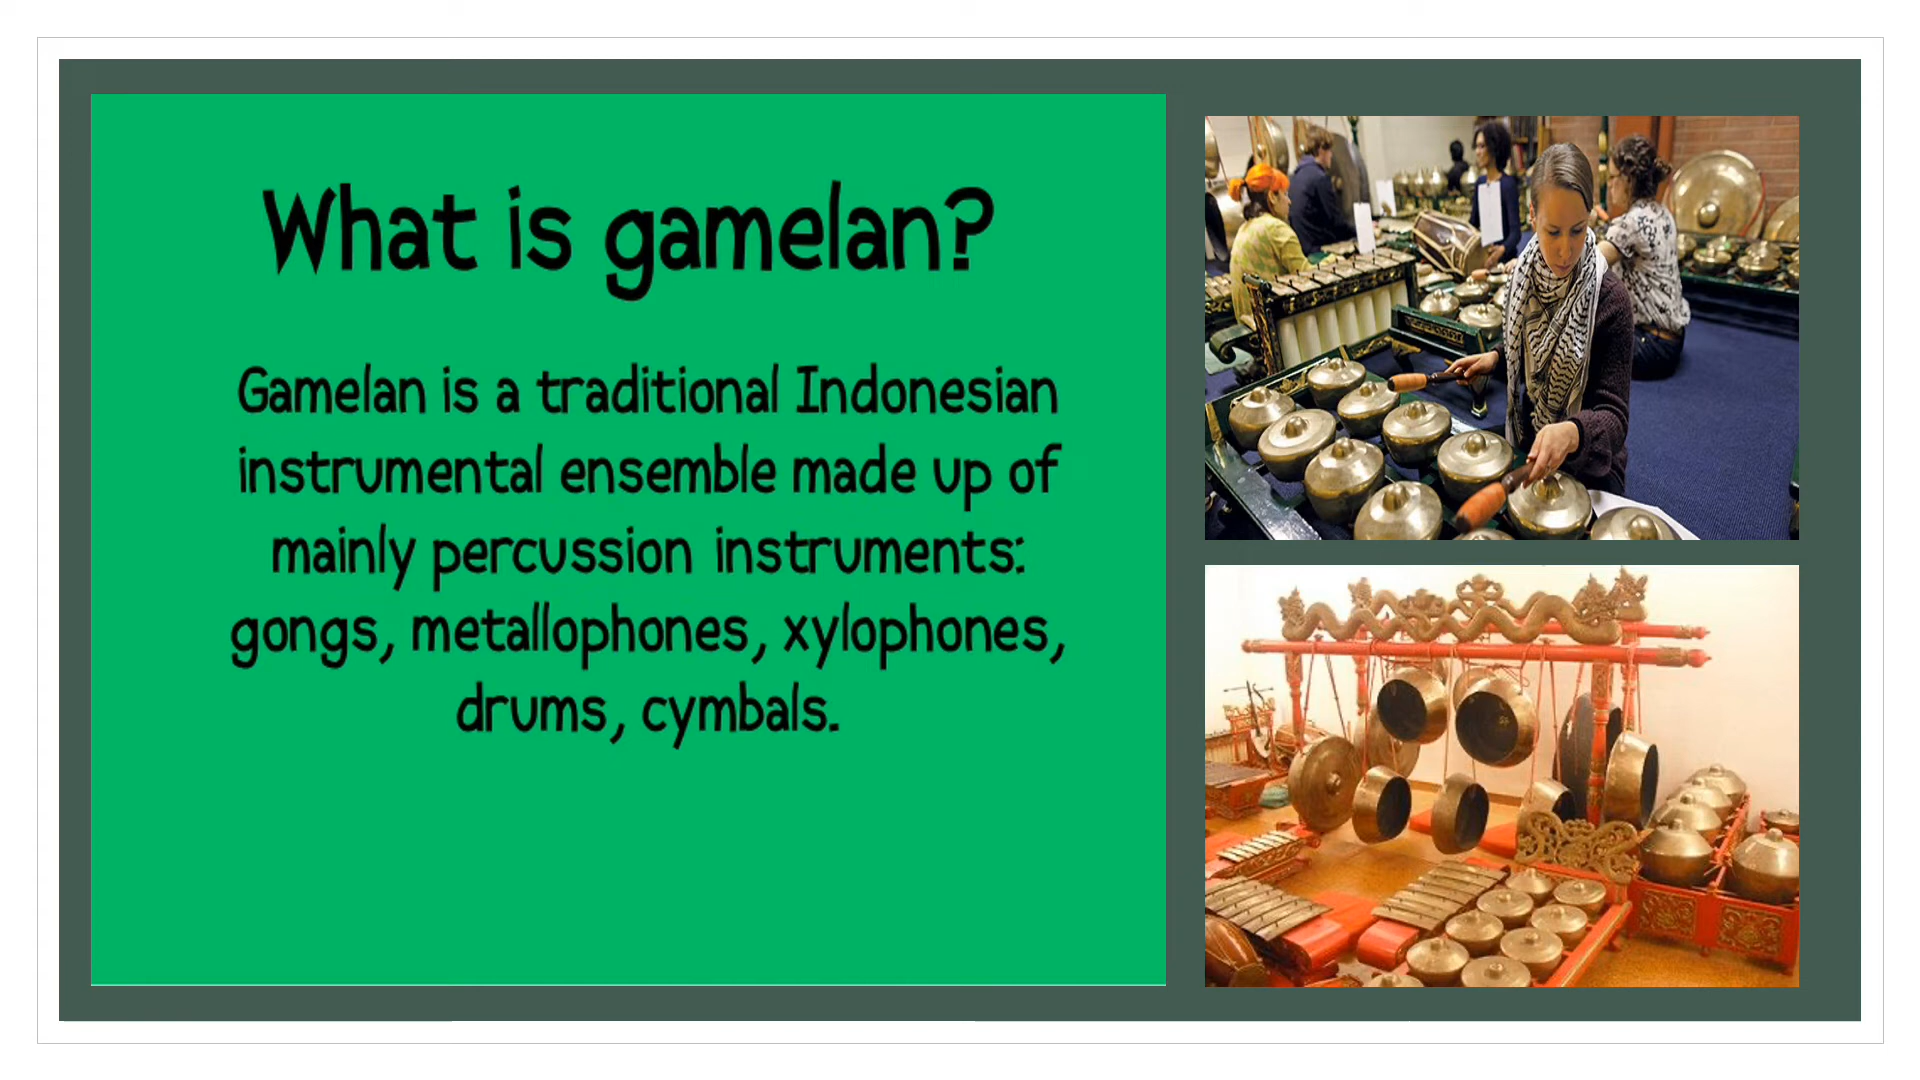 What is gamelan?
Gamelan is a traditional Indonesian
instrumental ensemble made up of
mainly percussion instruments:
gongs, metallophones, xylophones,
drums, cymbals.